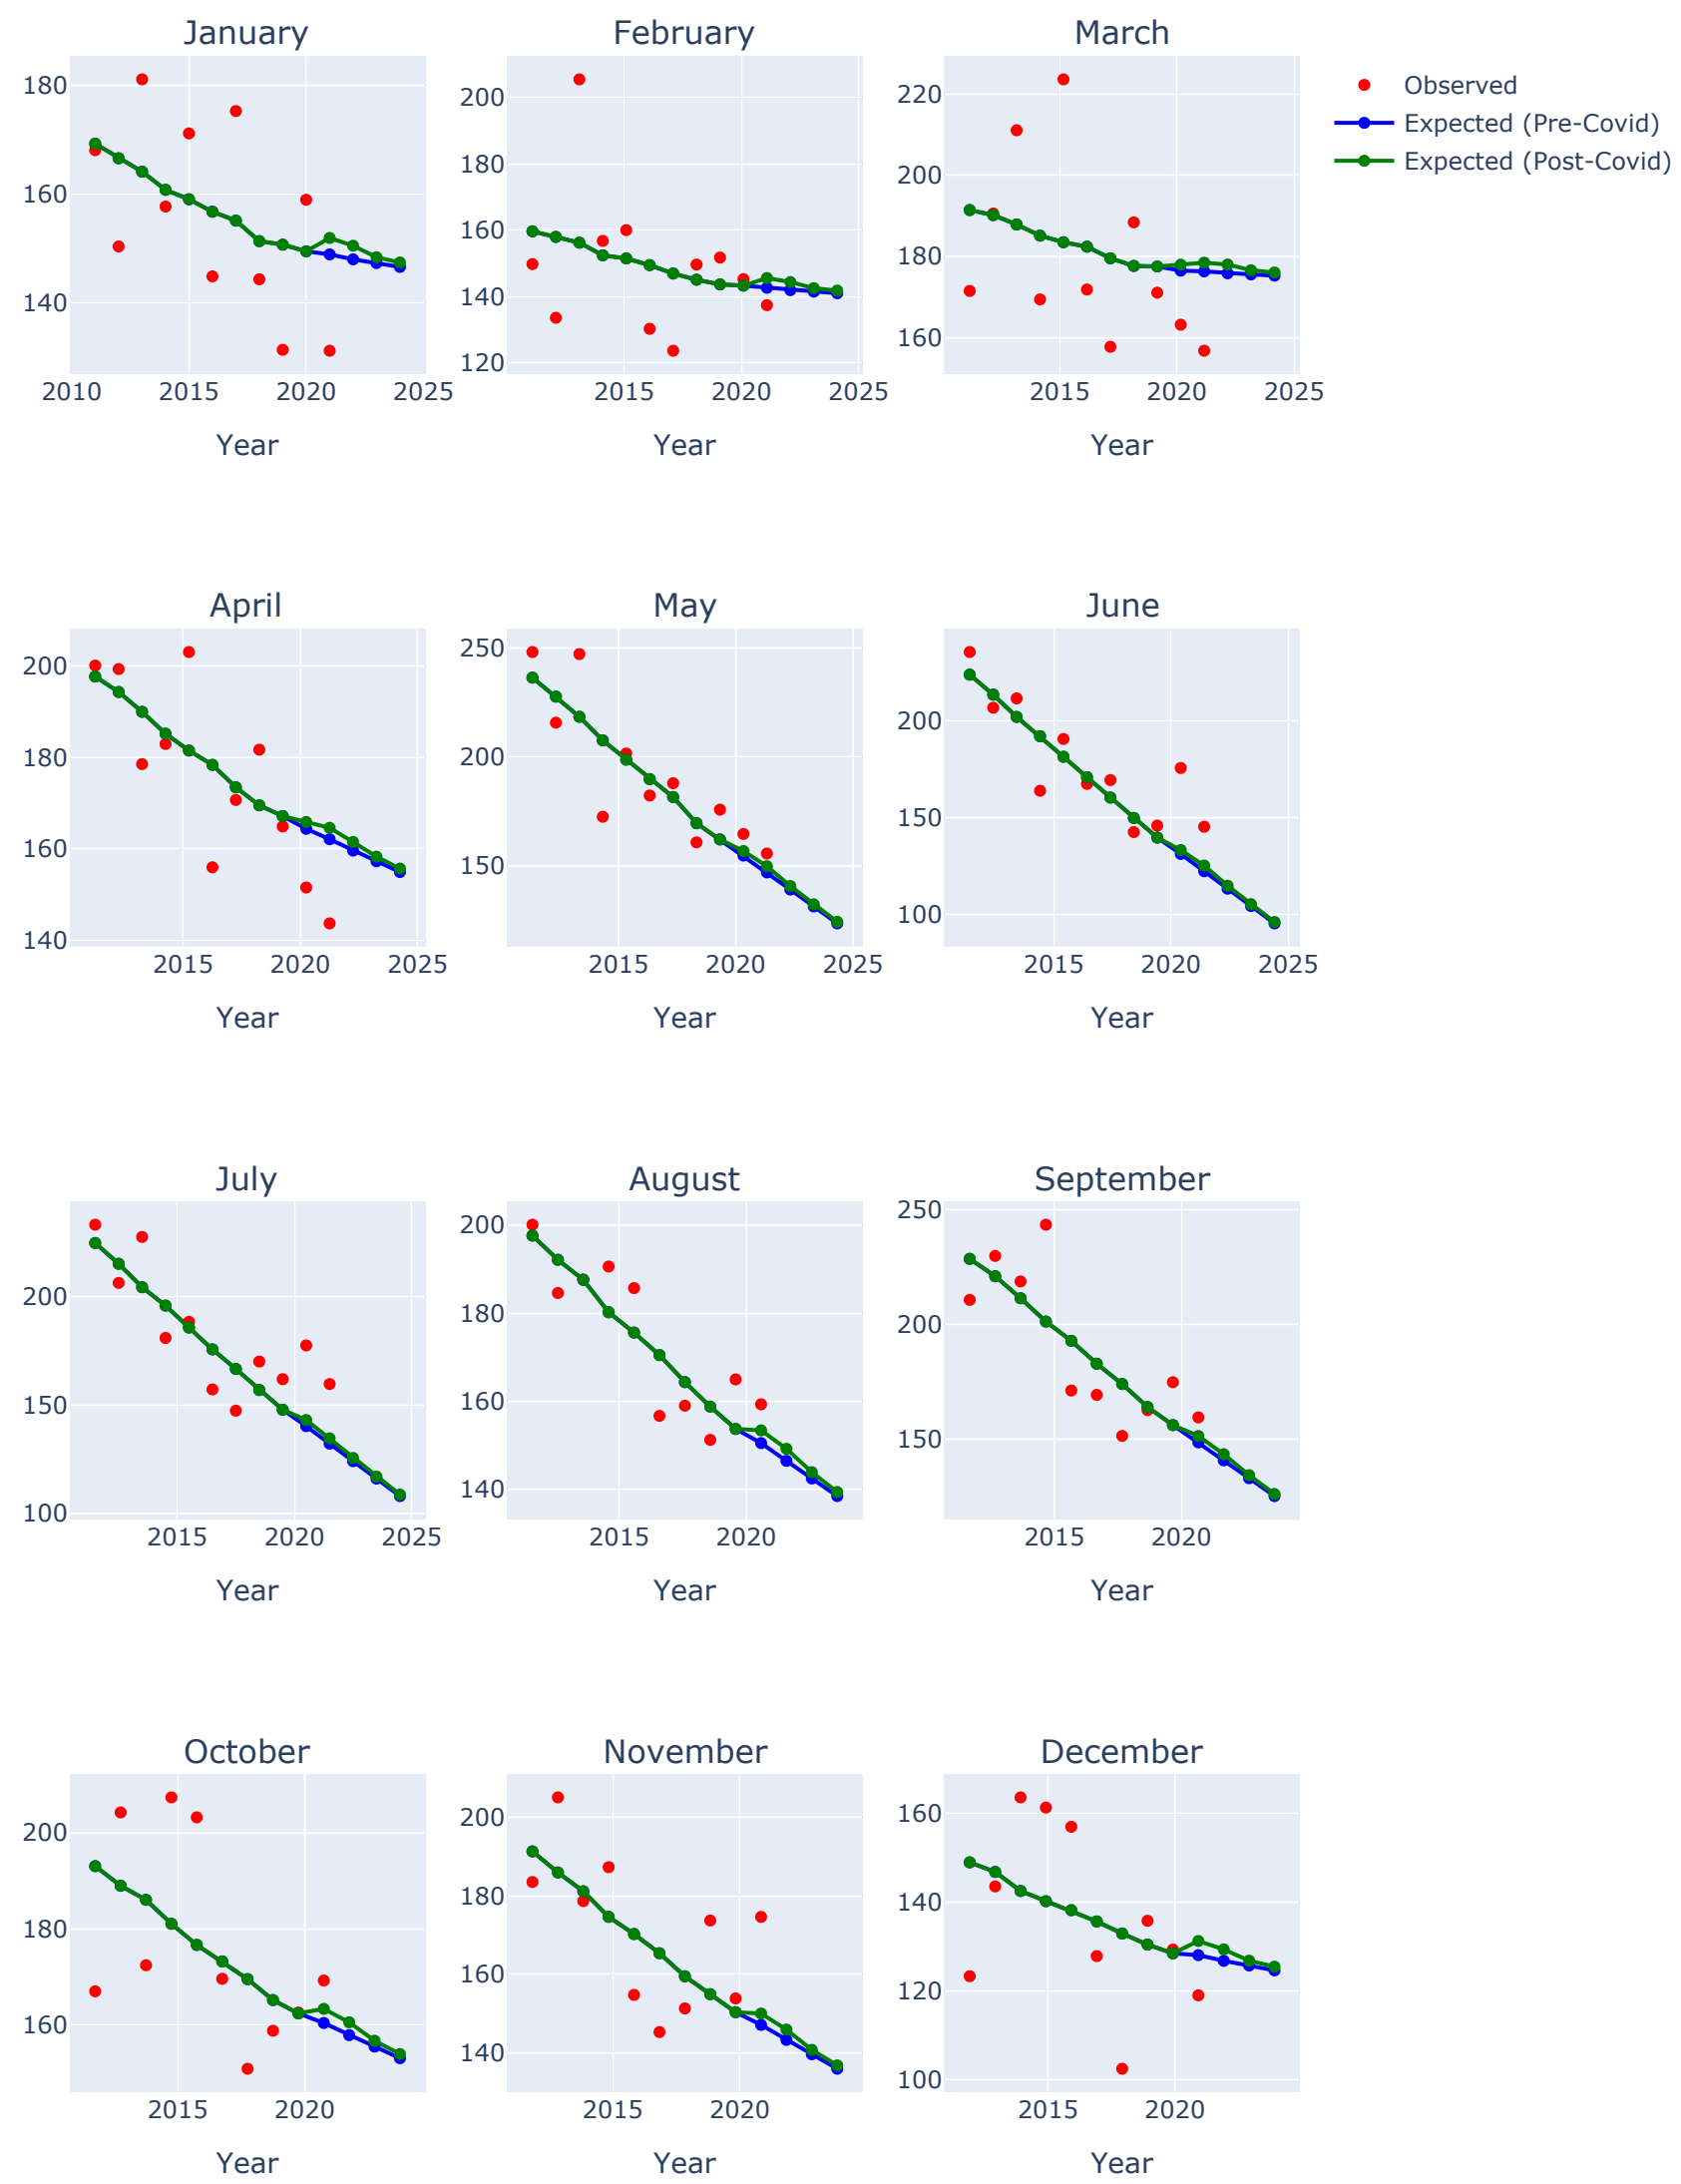 January February March
180
160
140
2010 2015 2020 2025
Year
200
180
160
140
120
2015 2020 2025
Year
220
200
180
160
2015 2020 2025
Year
Observed
Expected (Pre-Covid)
Expected (Post-Covid)
April May June
200
180
160
140
2015 2020 2025
Year
250
200
150
2015 2020 2025
Year
200
150
100
2015 2020 2025
Year
July August September
200
150
100
2015 2020 2025
Year
200
180
160
140
2015 2020
Year
250
200
150
2015 2020
Year
October November December
200
180
160
2015 2020
Year
200
180
160
140
2015 2020
Year
160
140
120
100
2015 2020
Year